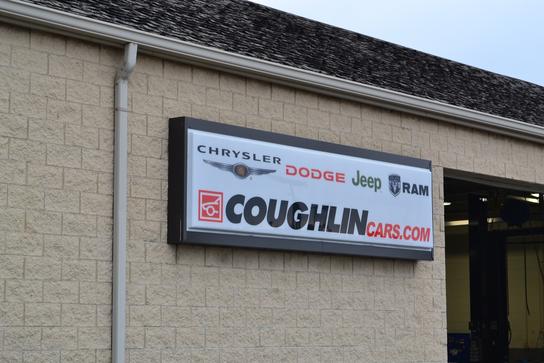 CHRYSLER DODGE Jeep RAM
COUGHLINCARS.COM